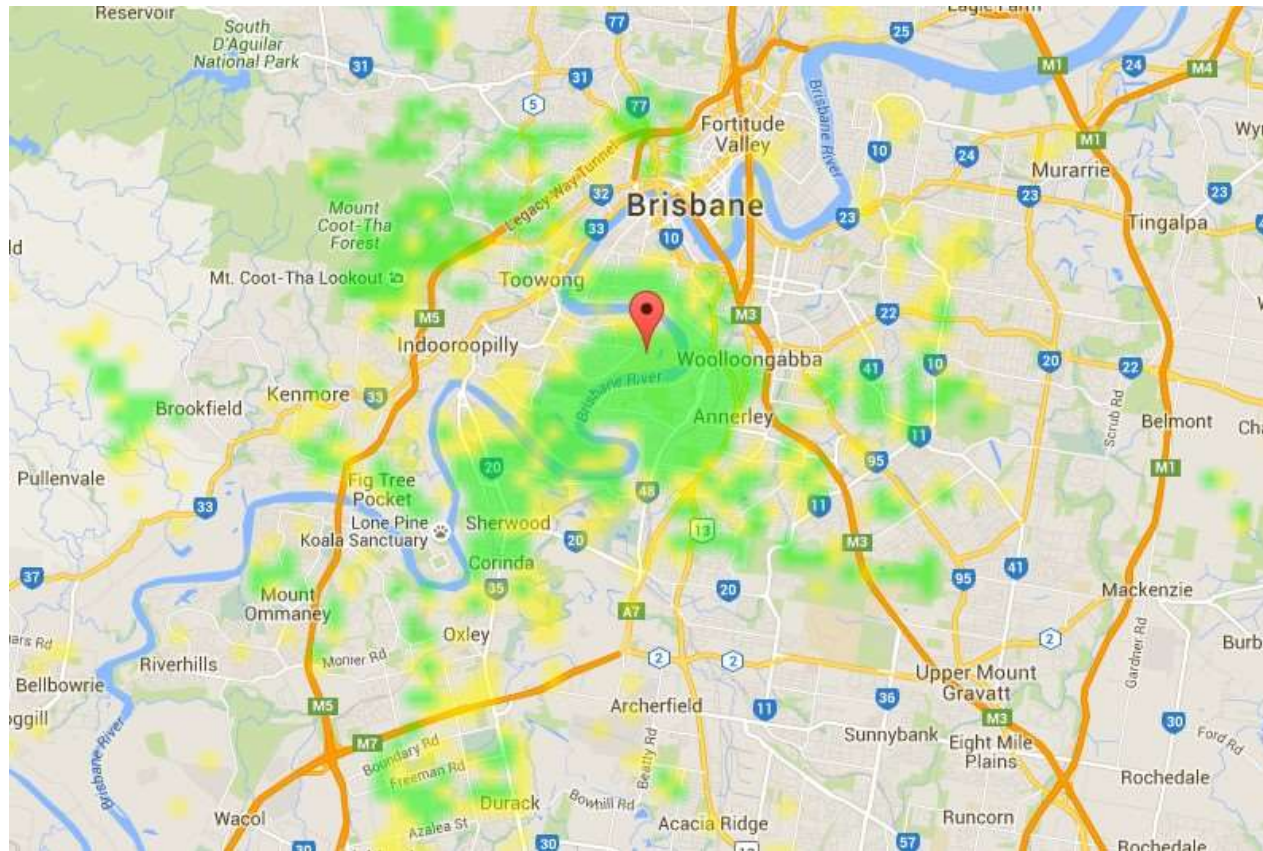 Reservoir
Eagle Farm
South
D'Aguilar
National Park
77
25
31
31
M1
24
M4
5
77
Fortitude
Valley
Brisbane River
10
M1
24
Murarrie
Legacy Way Tunnel
32
23
23
Mount
Coot-Tha
Forest
Brisbane
33
10
23
Tingalpa
Mt. Coot-Tha Lookout
Toowong
M5
M3
22
Indooroopilly
Woolloongabba
41
10
20
22
Kenmore
33
Brisbane River
Brookfield
Annerley
Scrub Rd
Belmont
11
95
M1
Pullenvale
20
48
Fig Tree
Pocket
33
11
Lone Pine
Koala Sanctuary
Sherwood
20
13
M3
37
Corinda
35
20
95
41
Mackenzie
Mount
Ommaney
A7
Oxley
2
2
2
Gardner Rd
Riverhills
Monier Rd
Bellbowrie
Upper Mount
Gravatt
M5
Archerfield
11
36
M3
30
Sunnybank
Eight Mile
Plains
Ford Rd
M7
Boundary Rd
Freeman Rd
Beatty Rd
Rochedale
Brisbane River
Durack
Bowhill Rd
Wacol
Azalea St
Acacia Ridge
Runcorn
30
30
57
Rochedale